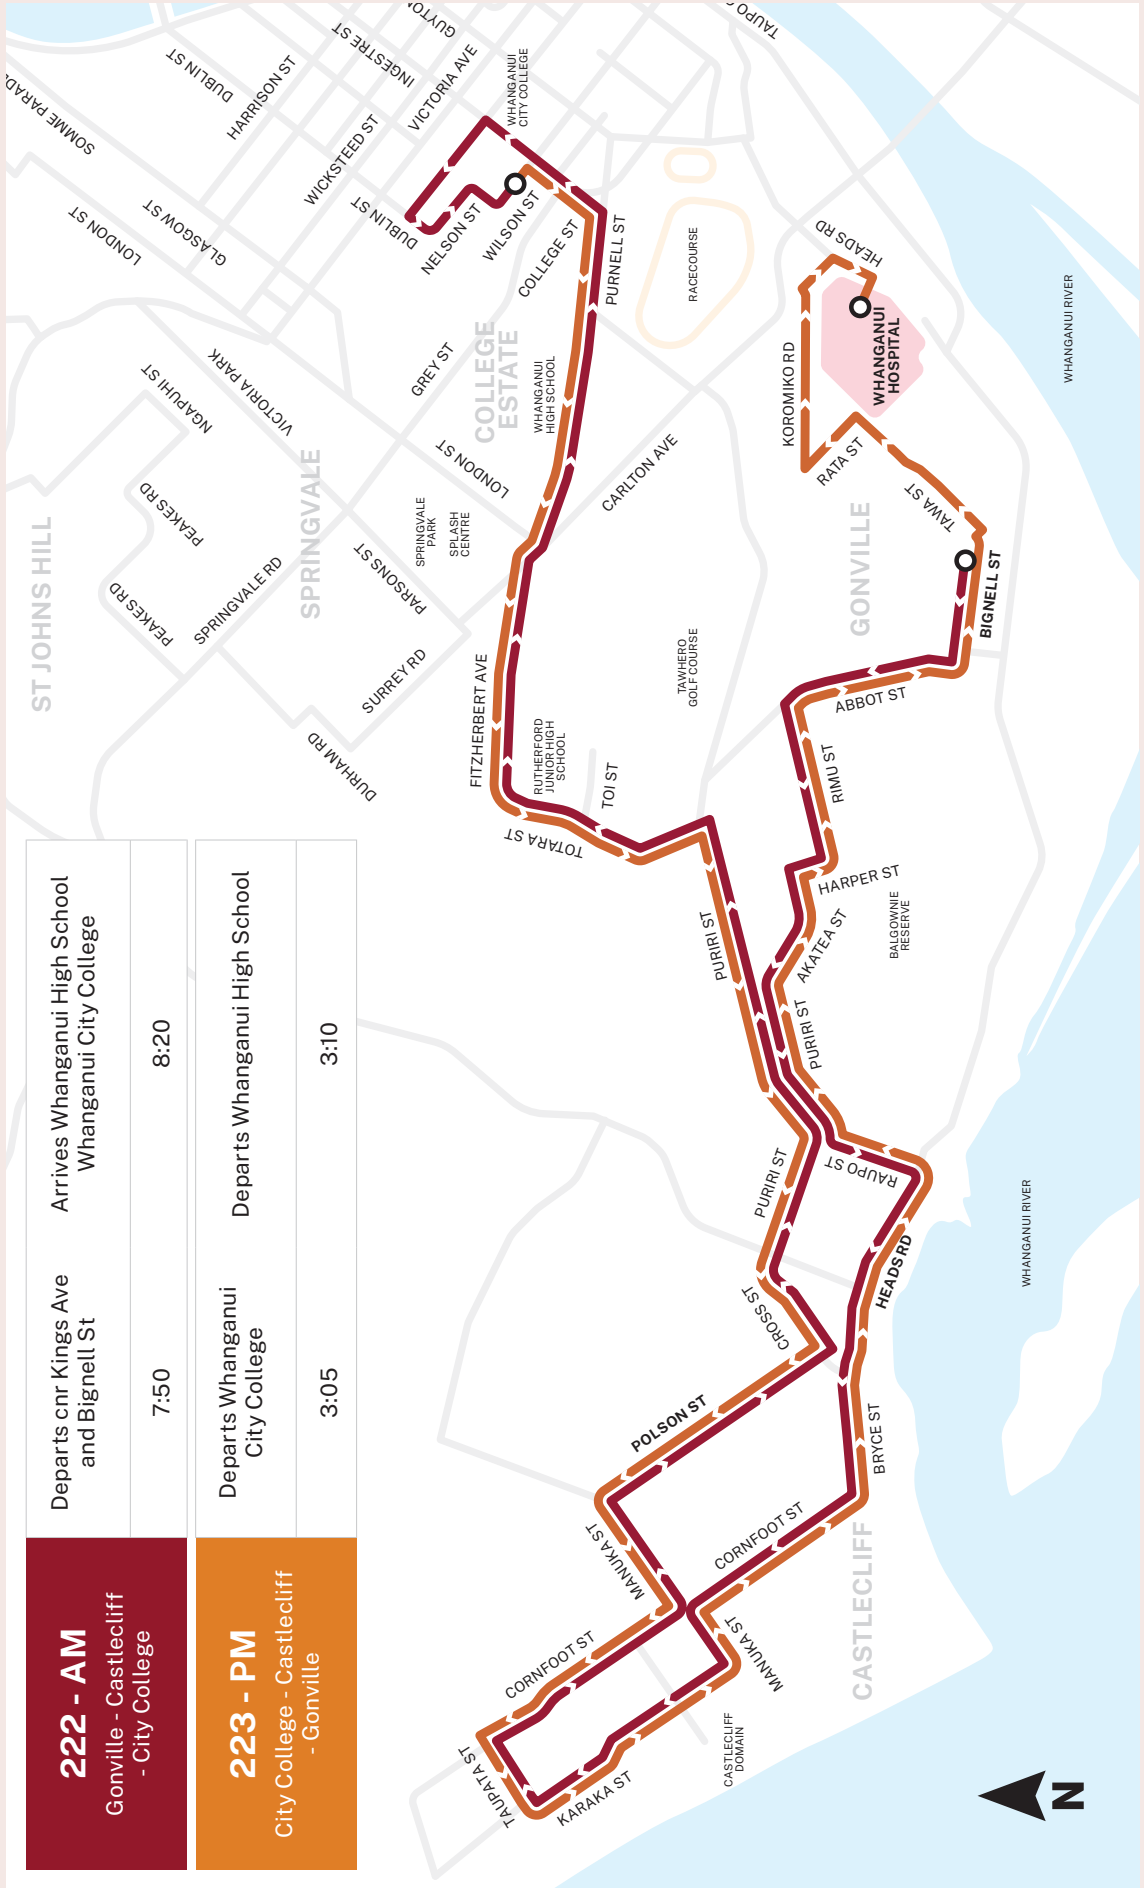 222 - AM
Gonville - Castlecliff
- City College
Departs cnr Kings Ave
and Bignell St
Arrives Whanganui High School
Whanganui City College
7:50
8:20
223 - PM
City College - Castlecliff
- Gonville
Departs Whanganui
City College
Departs Whanganui High School
3:05
3:10
ST JOHNS HILL
SPRINGVALE
COLLEGE
ESTATE
GONVILLE
CASTLECLIFF
SOMME PARADE
LONDON ST
GLASGOW ST
DUBLIN ST
HARRISON ST
INGESTRE ST
GUYTON
VICTORIA AVE
WICKSTEED ST
DUBLIN ST
WHANGANUI
CITY COLLEGE
TAUPO
NELSON ST
WILSON ST
COLLEGE ST
PURNELL ST
RACECOURSE
HEADS RD
WHANGANUI
HOSPITAL
WHANGANUI RIVER
KOROMIKO RD
RATA ST
TAWA ST
BIGNELL ST
NGAPUHI ST
VICTORIA PARK
GREY ST
WHANGANUI
HIGH SCHOOL
LONDON ST
CARLTON AVE
PEAKES RD
PEAKES RD
SPRINGVALE RD
PARSONS ST
SPRINGVALE
PARK
SPLASH
CENTRE
SURREY RD
DURHAM RD
FITZHERBERT AVE
RUTHERFORD
JUNIOR HIGH
SCHOOL
TOI ST
TOTARA ST
TAWHERO
GOLF COURSE
ABBOT ST
RIMU ST
HARPER ST
BALGOWNIE
RESERVE
AKATEA ST
PURIRI ST
PURIRI ST
PURIRI ST
RAUPO ST
HEADS RD
WHANGANUI RIVER
CROSS ST
POLSON ST
BRYCE ST
MANUKA ST
CORNFOOT ST
CORNFOOT ST
MANUKA ST
TAUPATA ST
KARAKA ST
CASTLECLIFF
DOMAIN
N